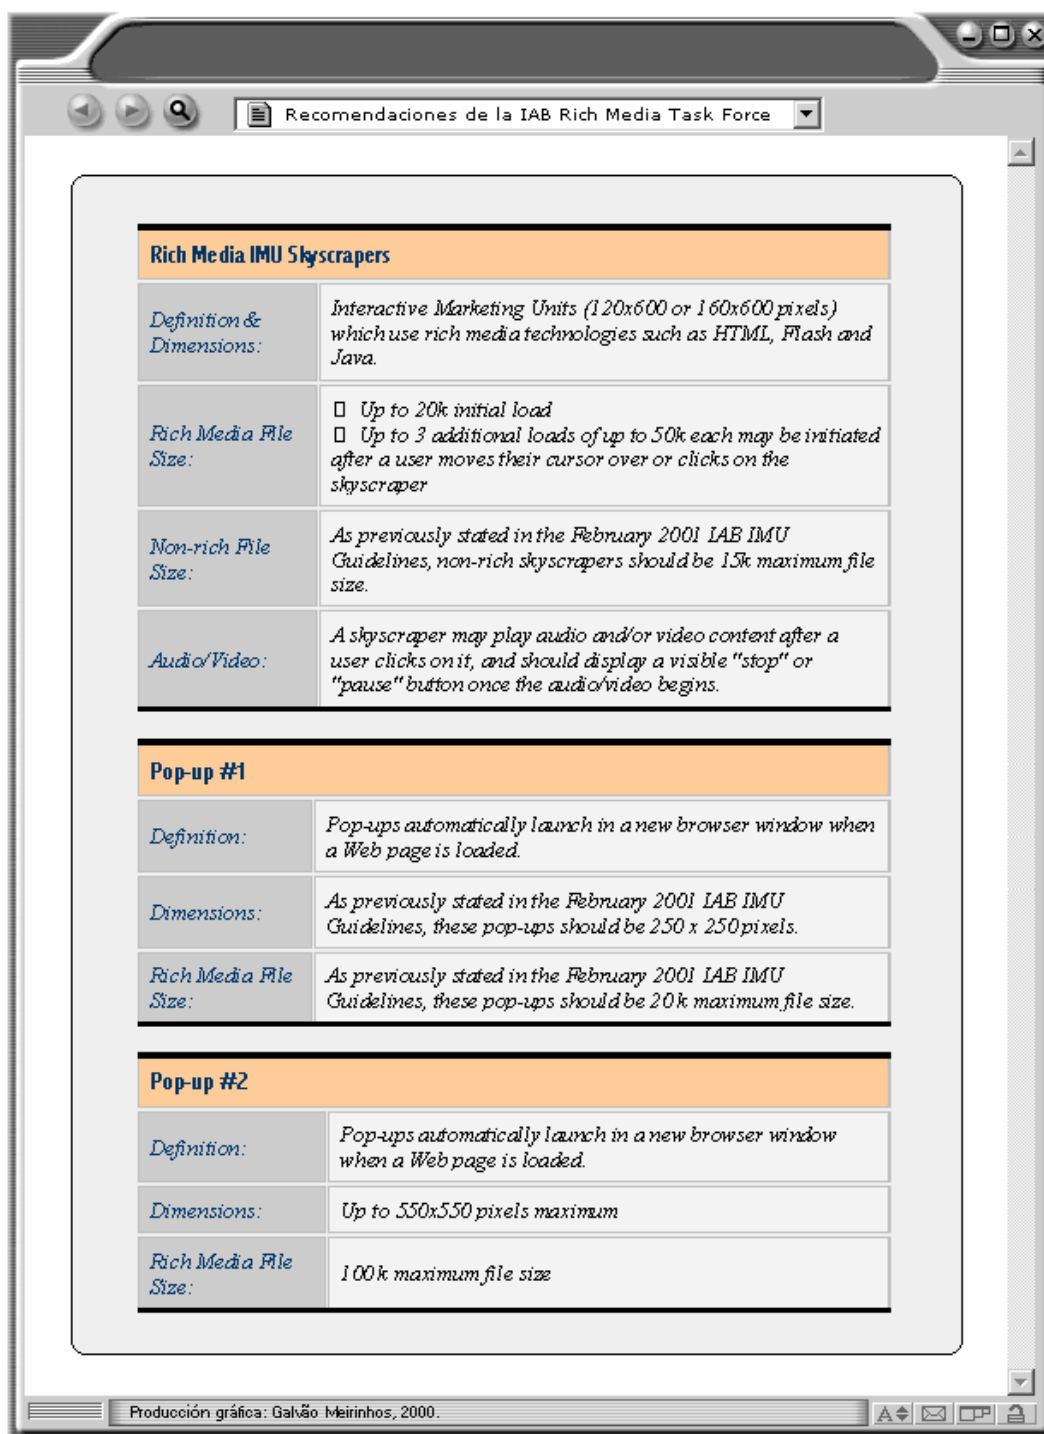 Recomendaciones de la IAB Rich Media Task Force
Rich Media IMU Skyscrapers
Definition &
Dimensions:
Interactive Marketing Units (120x600 or 160x600 pixels)
which use rich media technologies such as HTML, Flash and
Java.
Rich Media File
Size:
▯ Up to 20k initial load
▯ Up to 3 additional loads of up to 50k each may be initiated
after a user moves their cursor over or clicks on the
skyscraper
Non-rich File
Size:
As previously stated in the February 2001 IAB IMU
Guidelines, non-rich skyscrapers should be 15k maximum file
size.
Audio/Video:
A skyscraper may play audio and/or video content after a
user clicks on it, and should display a visible "stop" or
"pause" button once the audio/video begins.
Pop-up #1
Definition:
Pop-ups automatically launch in a new browser window when
a Web page is loaded.
Dimensions:
As previously stated in the February 2001 IAB IMU
Guidelines, these pop-ups should be 250 x 250 pixels.
Rich Media File
Size:
As previously stated in the February 2001 IAB IMU
Guidelines, these pop-ups should be 20k maximum file size.
Pop-up #2
Definition:
Pop-ups automatically launch in a new browser window
when a Web page is loaded.
Dimensions:
Up to 550x550 pixels maximum
Rich Media File
Size:
100k maximum file size
Producción gráfica: Galvão Meirinhos, 2000.
A